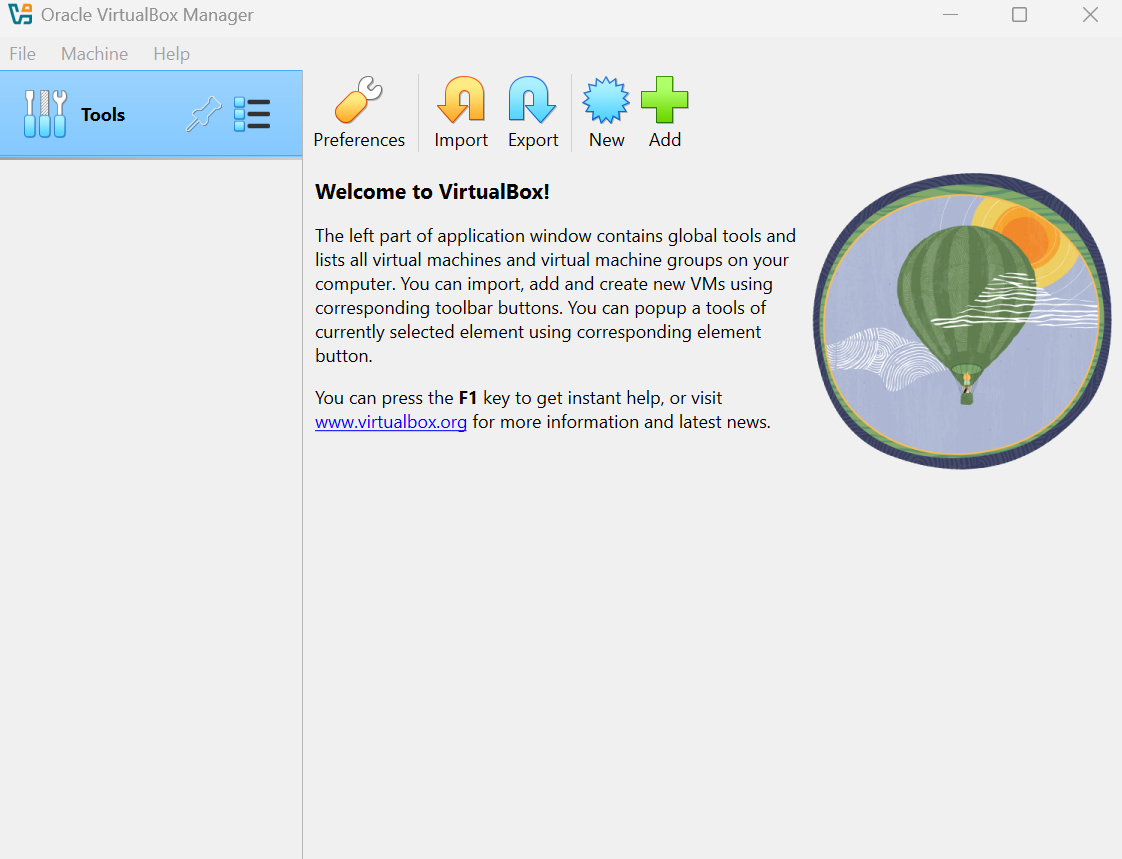 Oracle VirtualBox Manager
File Machine Help
Tools
Preferences Import Export New Add
Welcome to VirtualBox!
The left part of application window contains global tools and
lists all virtual machines and virtual machine groups on your
computer. You can import, add and create new VMs using
corresponding toolbar buttons. You can popup a tools of
currently selected element using corresponding element
button.
You can press the F1 key to get instant help, or visit
www.virtualbox.org for more information and latest news.